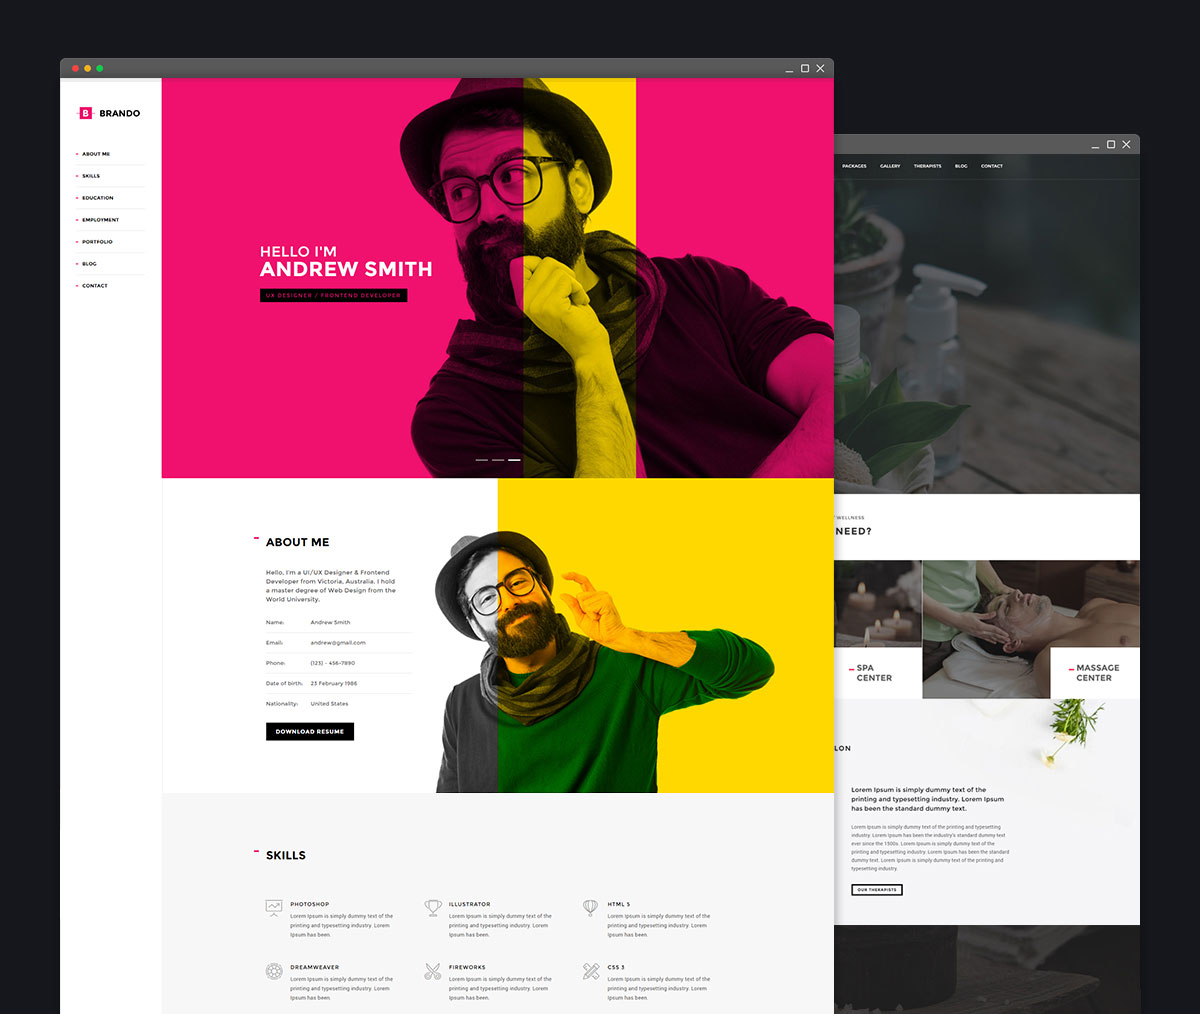 B BRANDO
ABOUT ME
SKILLS
EDUCATION
EMPLOYMENT
PORTFOLIO
BLOG
CONTACT
HELLO I'M
ANDREW SMITH
UX DESIGNER / FRONTEND DEVELOPER
ABOUT ME
Hello, I'm a UI/UX Designer & Frontend
Developer from Victoria, Australia. I hold
a master degree of Web Design from the
World University.
Name: Andrew Smith
Email: andrew@gmail.com
Phone: (123) - 456-7890
Date of birth: 23 February 1986
Nationality: United States
DOWNLOAD RESUME
SKILLS
PHOTOSHOP
Lorem Ipsum is simply dummy text of the
printing and typesetting industry. Lorem
Ipsum has been.
ILLUSTRATOR
Lorem Ipsum is simply dummy text of the
printing and typesetting industry. Lorem
Ipsum has been.
HTML 5
Lorem Ipsum is simply dummy text of the
printing and typesetting industry. Lorem
Ipsum has been.
DREAMWEAVER
Lorem Ipsum is simply dummy text of the
printing and typesetting industry. Lorem
Ipsum has been.
FIREWORKS
Lorem Ipsum is simply dummy text of the
printing and typesetting industry. Lorem
Ipsum has been.
CSS 3
Lorem Ipsum is simply dummy text of the
printing and typesetting industry. Lorem
Ipsum has been.
PACKAGES GALLERY THERAPISTS BLOG CONTACT
WELLNESS
NEED?
SPA
CENTER
MASSAGE
CENTER
LON
Lorem Ipsum is simply dummy text of the
printing and typesetting industry. Lorem Ipsum
has been the standard dummy text.
Lorem Ipsum is simply dummy text of the printing and typesetting
industry. Lorem Ipsum has been the industry's standard dummy text
ever since the 1500s. Lorem Ipsum is simply dummy text of the
printing and typesetting industry. Lorem Ipsum has been the standard
dummy text. Lorem Ipsum is simply dummy text of the printing and
typesetting industry.
OUR THERAPISTS